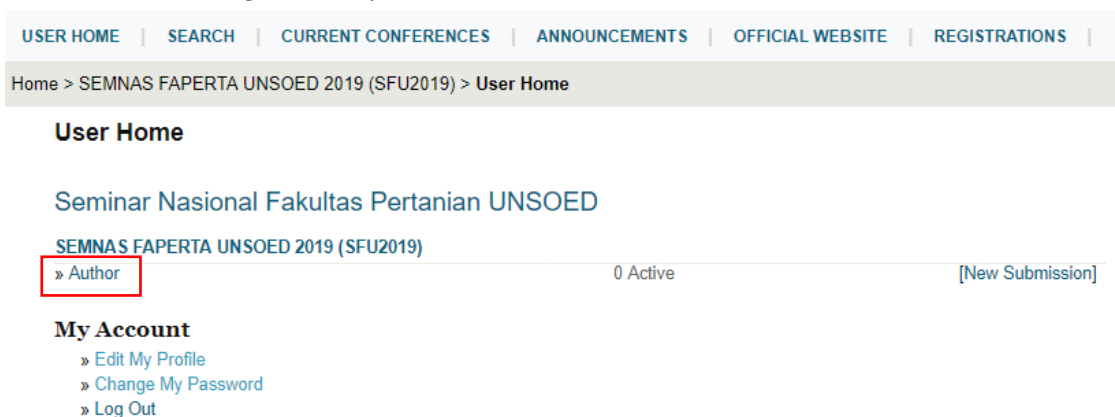 USER HOME | SEARCH | CURRENT CONFERENCES | ANNOUNCEMENTS | OFFICIAL WEBSITE | REGISTRATIONS |
Home > SEMNAS FAPERTA UNSOED 2019 (SFU2019) > User Home
User Home
Seminar Nasional Fakultas Pertanian UNSOED
SEMNAS FAPERTA UNSOED 2019 (SFU2019)
» Author 0 Active [New Submission]
My Account
» Edit My Profile
» Change My Password
» Log Out